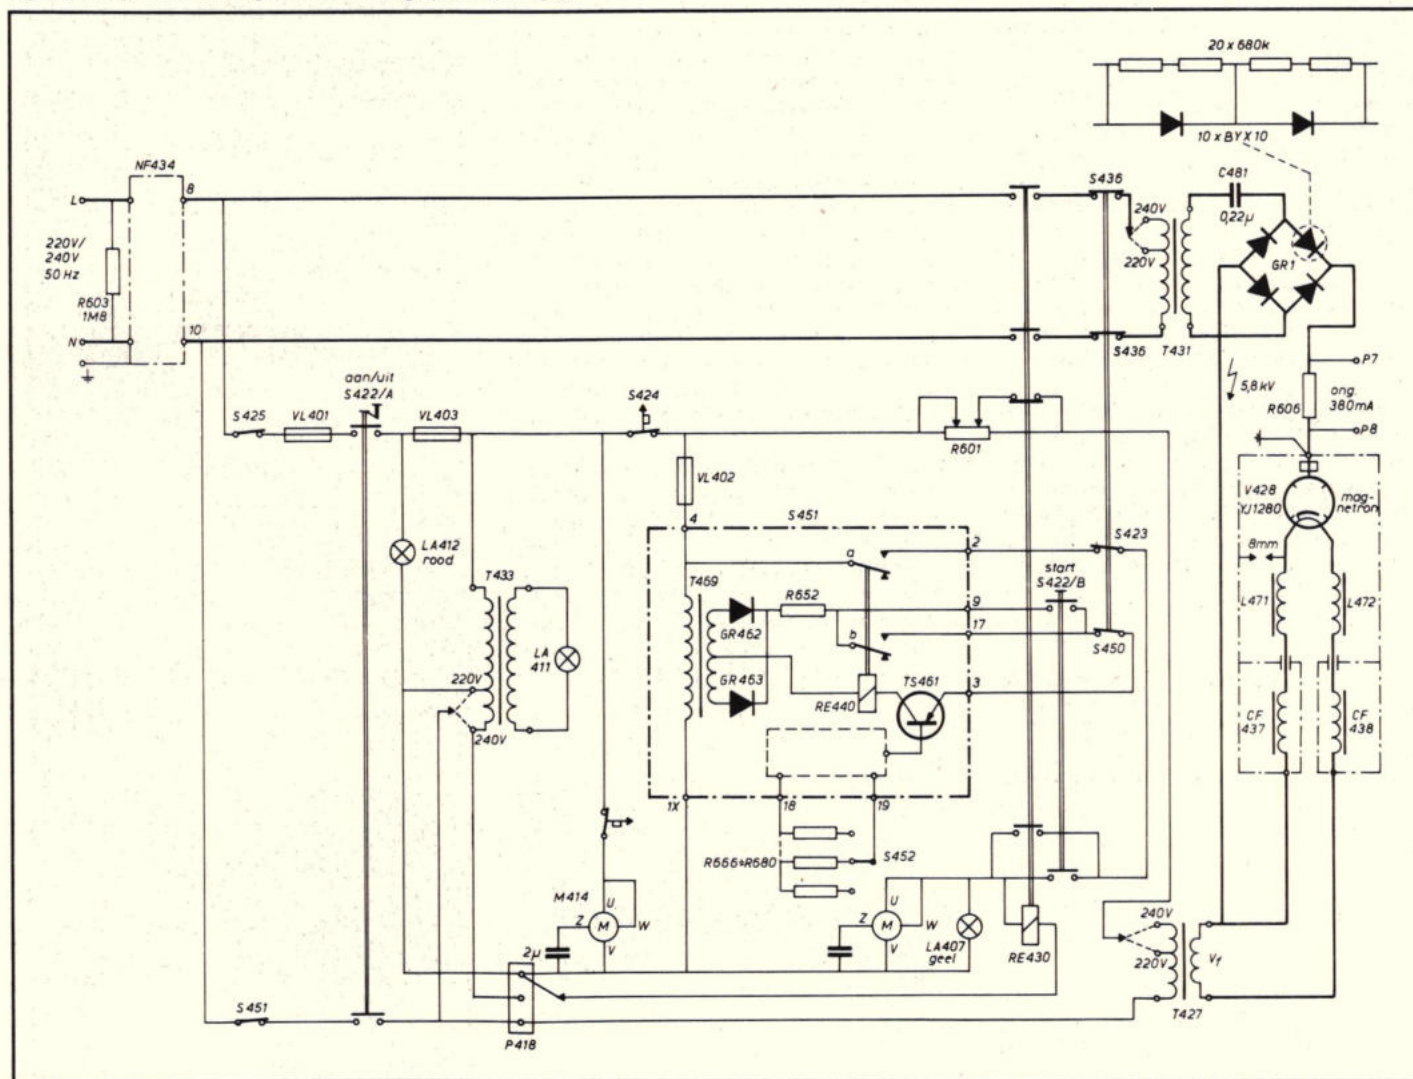 20 x 680k
10 x BYX10
NF434
L
8
220V/
240V
50 Hz
R603
1M8
N
10
S436
240V
220V
C481
0,22µ
GR1
S436
T431
P7
5,8 kV
R606
ong.
380mA
P8
aan/uit
S422/A
S425
VL401
VL403
S424
R601
VL402
S451
4
2
S423
V428
YJ1280
mag-
netron
8mm
LA412
rood
T433
LA
411
T469
a
R652
9
start
S422/B
17
b
GR462
GR463
S450
L471
L472
TS461
3
RE440
220V
240V
CF
437
CF
438
1X
18
19
R666÷R680
S452
M414
U
Z
M
W
V
2µ
U
Z
M
W
V
LA407
geel
RE430
240V
220V
Vf
T427
S451
P418